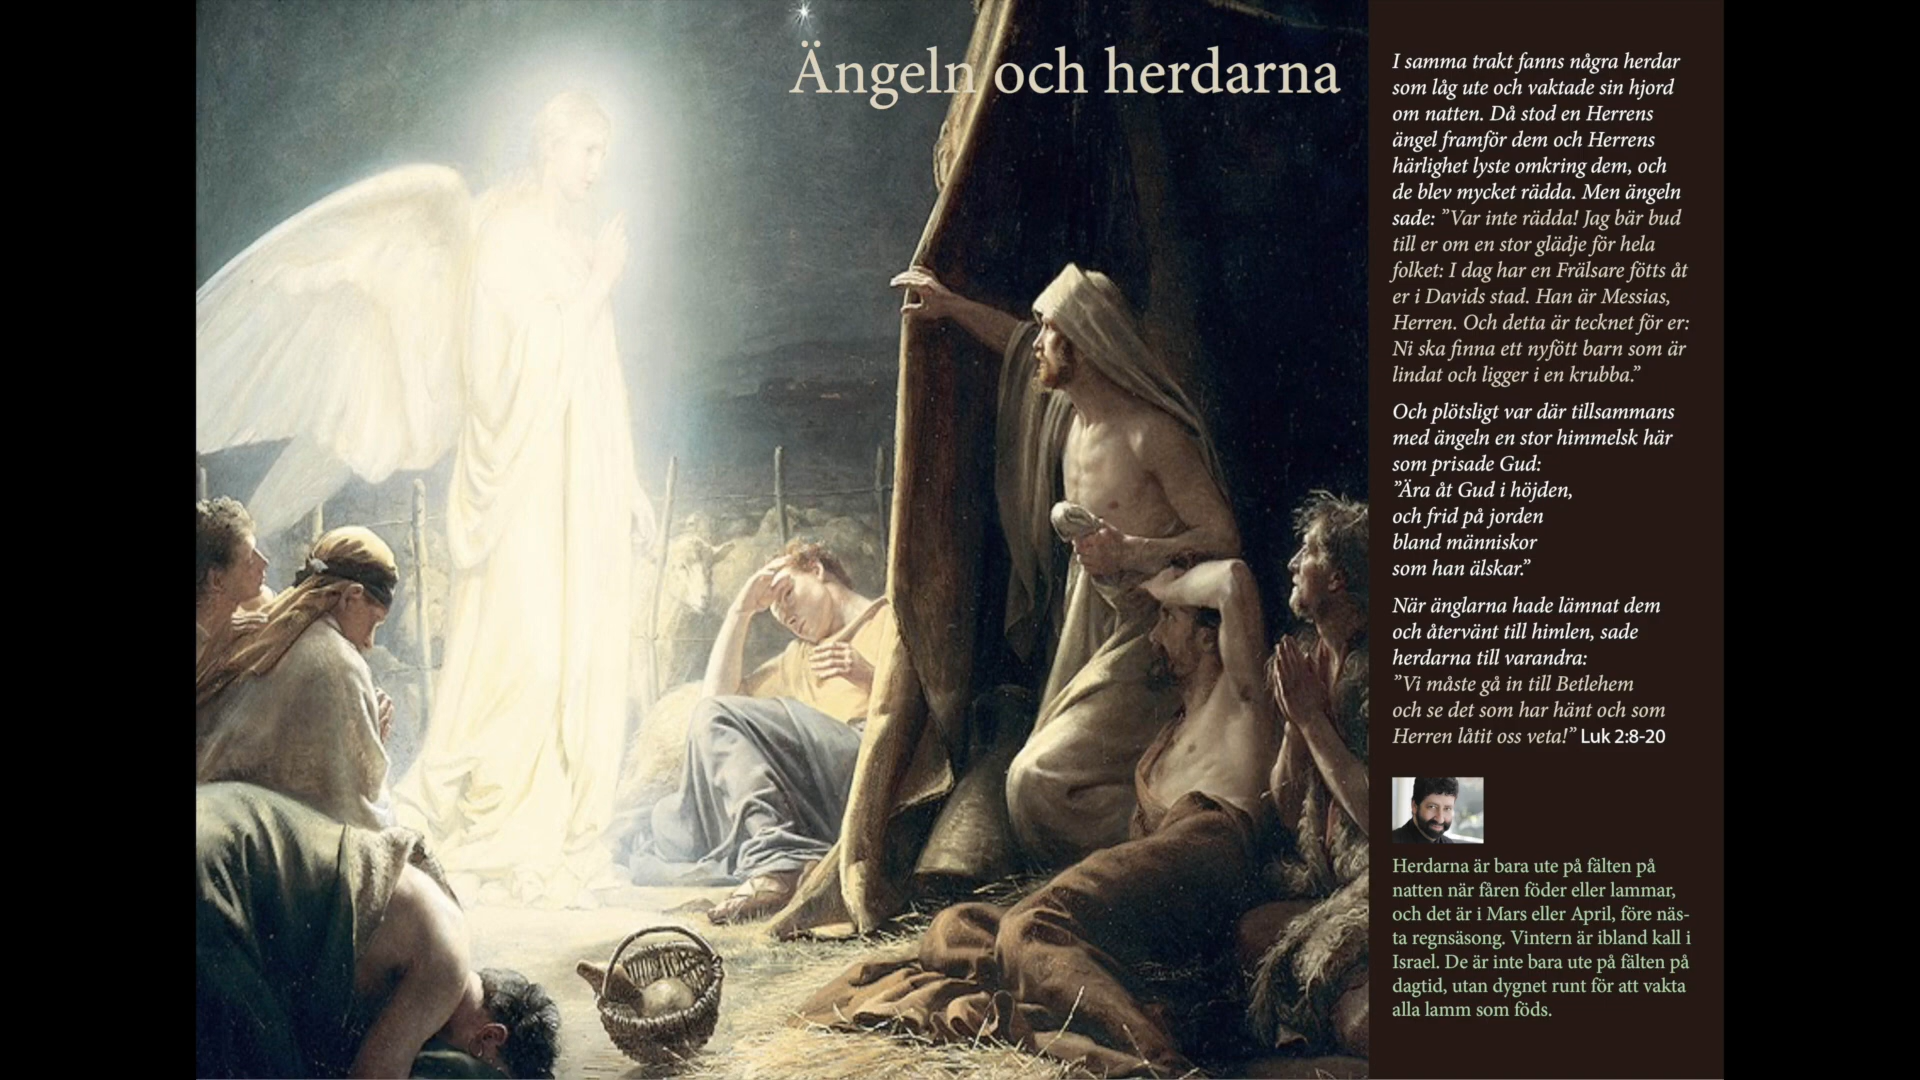 Ängeln och herdarna
I samma trakt fanns några herdar
som låg ute och vaktade sin hjord
om natten. Då stod en Herrens
ängel framför dem och Herrens
härlighet lyste omkring dem, och
de blev mycket rädda. Men ängeln
sade: ”Var inte rädda! Jag bär bud
till er om en stor glädje för hela
folket: I dag har en Frälsare fötts åt
er i Davids stad. Han är Messias,
Herren. Och detta är tecknet för er:
Ni ska finna ett nyfött barn som är
lindat och ligger i en krubba.”
Och plötsligt var där tillsammans
med ängeln en stor himmelsk här
som prisade Gud:
”Ära åt Gud i höjden,
och frid på jorden
bland människor
som han älskar.”
När änglarna hade lämnat dem
och återvänt till himlen, sade
herdarna till varandra:
”Vi måste gå in till Betlehem
och se det som har hänt och som
Herren låtit oss veta!” Luk 2:8-20
Herdarna är bara ute på fälten på
natten när fåren föder eller lammar,
och det är i Mars eller April, före näs-
ta regnsäsong. Vintern är ibland kall i
Israel. De är inte bara ute på fälten på
dagtid, utan dygnet runt för att vakta
alla lamm som föds.